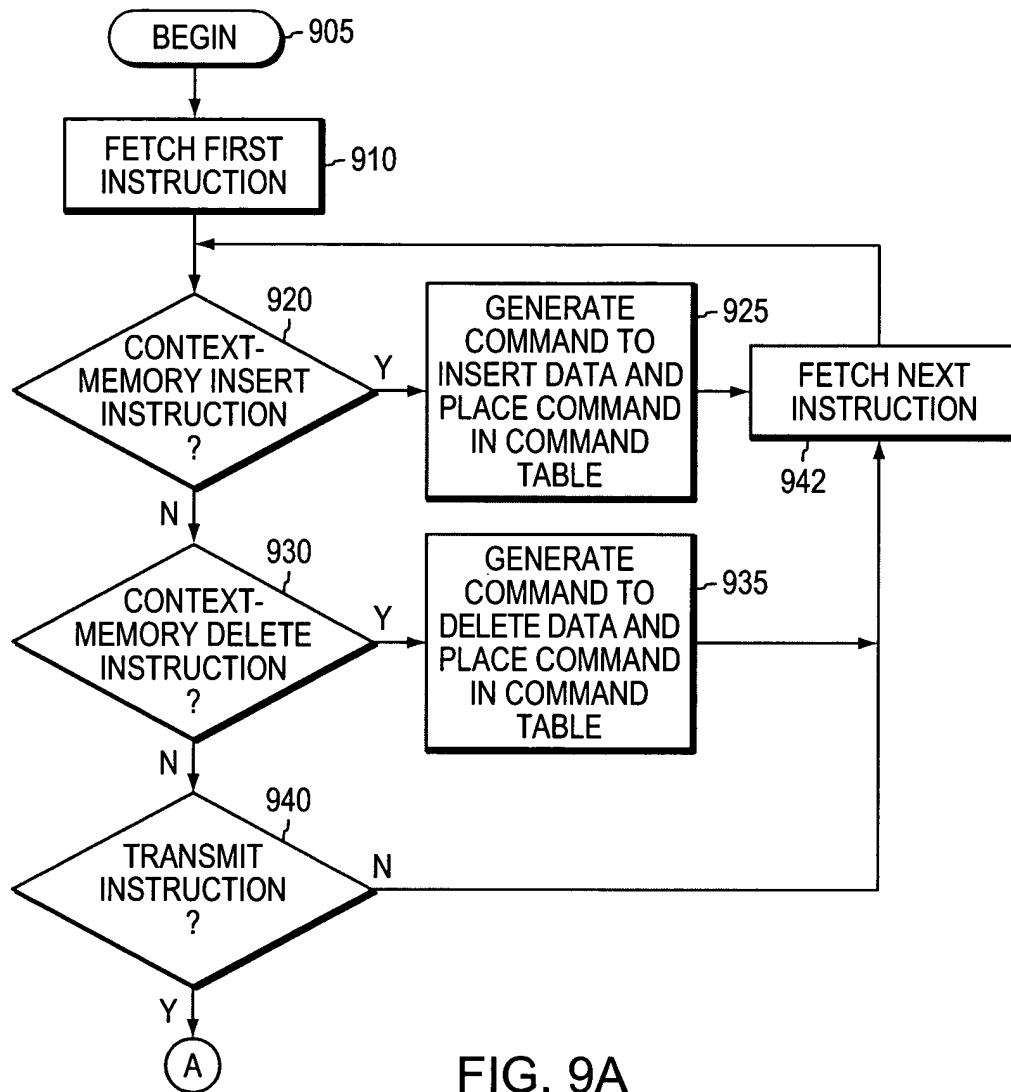 BEGIN
905
FETCH FIRST
INSTRUCTION
910
920
CONTEXT-
MEMORY INSERT
INSTRUCTION
?
Y
N
GENERATE
COMMAND TO
INSERT DATA AND
PLACE COMMAND
IN COMMAND
TABLE
925
FETCH NEXT
INSTRUCTION
942
930
CONTEXT-
MEMORY DELETE
INSTRUCTION
?
Y
N
GENERATE
COMMAND TO
DELETE DATA AND
PLACE COMMAND
IN COMMAND
TABLE
935
940
TRANSMIT
INSTRUCTION
?
N
Y
A
FIG. 9A